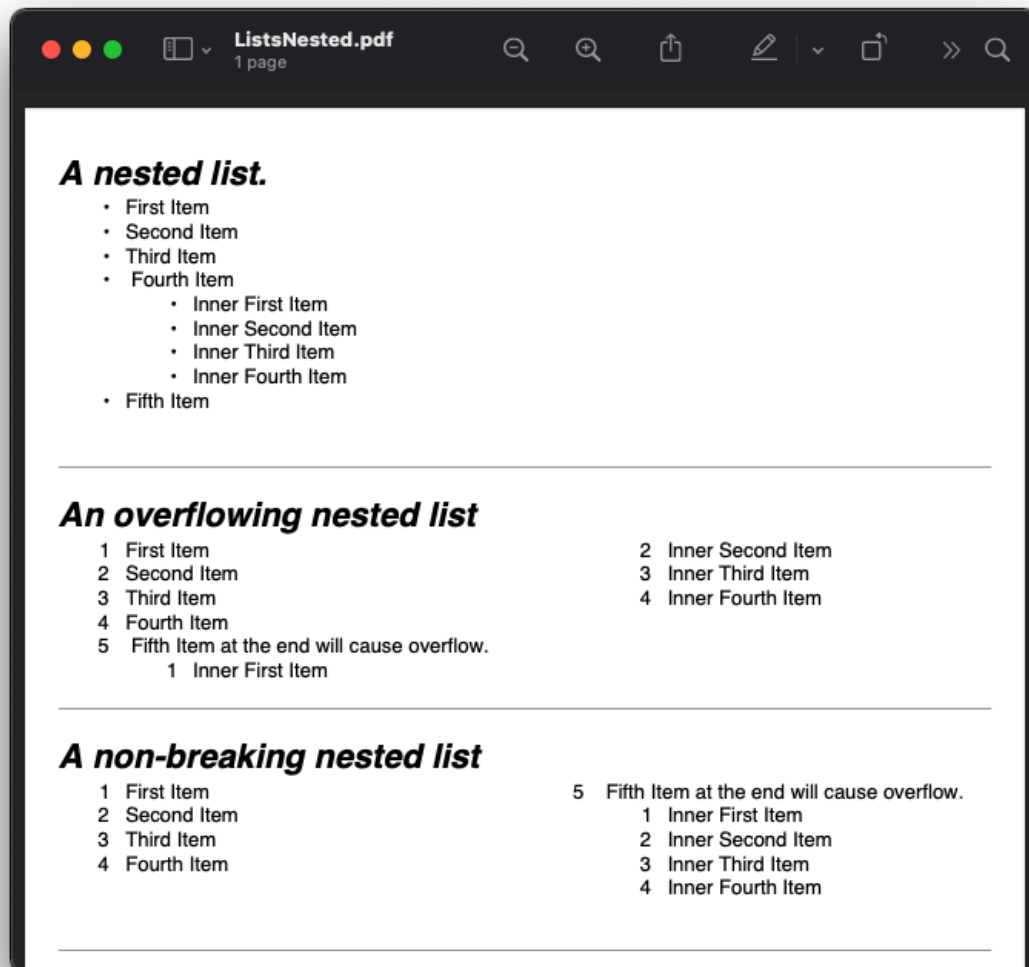 ListsNested.pdf
1 page
A nested list.
• First Item
• Second Item
• Third Item
• Fourth Item
• Inner First Item
• Inner Second Item
• Inner Third Item
• Inner Fourth Item
• Fifth Item
An overflowing nested list
1 First Item
2 Second Item
3 Third Item
4 Fourth Item
5 Fifth Item at the end will cause overflow.
1 Inner First Item
2 Inner Second Item
3 Inner Third Item
4 Inner Fourth Item
A non-breaking nested list
1 First Item
2 Second Item
3 Third Item
4 Fourth Item
5 Fifth Item at the end will cause overflow.
1 Inner First Item
2 Inner Second Item
3 Inner Third Item
4 Inner Fourth Item